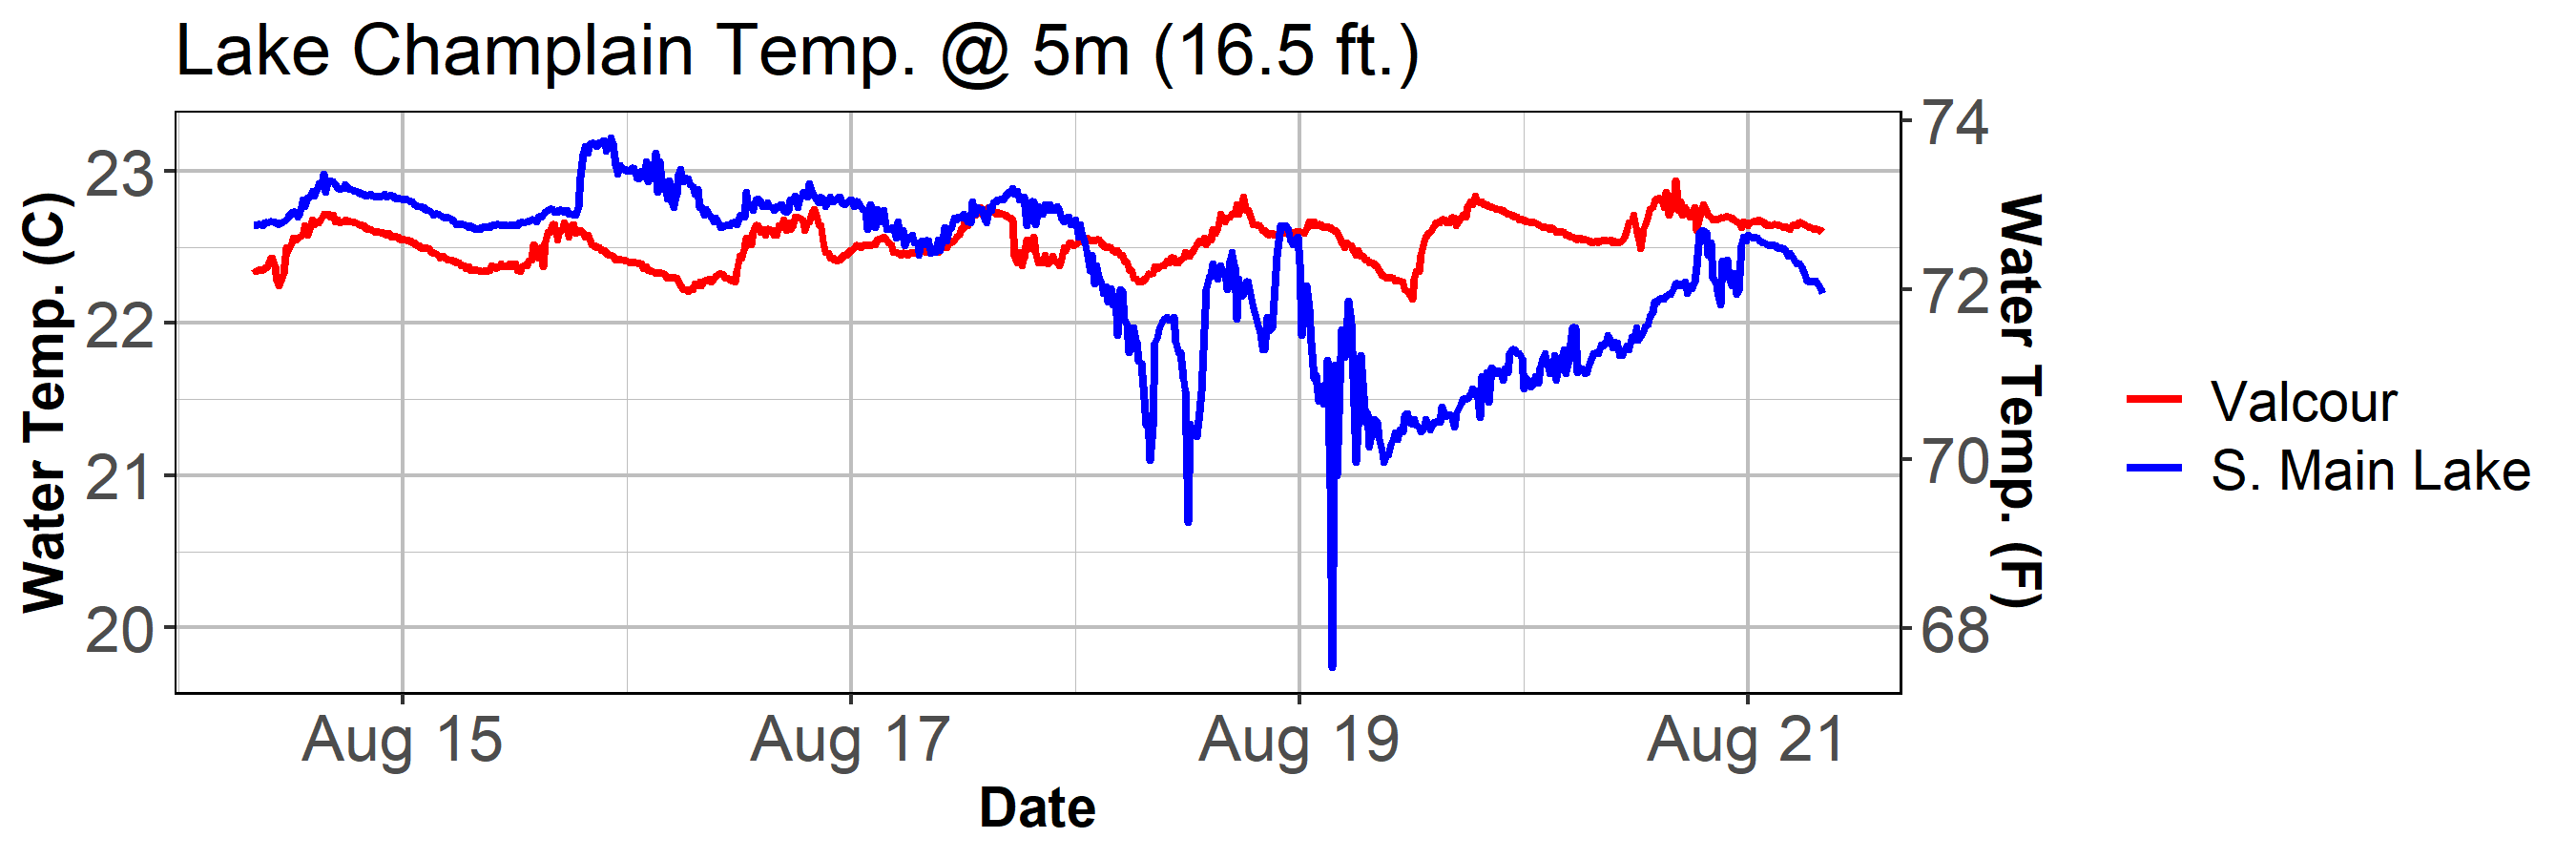 Lake Champlain Temp. @ 5m (16.5 ft.)
Water Temp. (C)
23
22
21
20
74
72
70
68
Water Temp. (F)
Aug 15
Aug 17
Aug 19
Aug 21
Date
Valcour
S. Main Lake